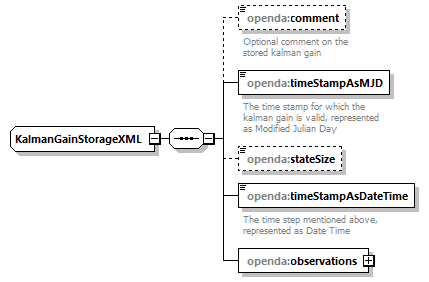 openda:comment
Optional comment on the
stored kalman gain
openda:timeStampAsMJD
The time stamp for which the
kalman gain is valid, represented
as Modified Julian Day
KalmanGainStorageXML
openda:stateSize
openda:timeStampAsDateTime
The time step mentioned above,
represented as Date Time
openda:observations